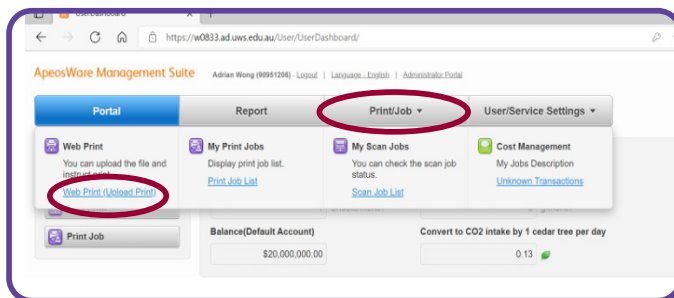 UserDashboard
https://w0833.ad.uws.edu.au/User/UserDashboard/
ApeosWare Management Suite Adrian Wong (90951206) - Logout | Language - English | Administrator Portal
Portal Report Print/Job User/Service Settings
Web Print My Print Jobs My Scan Jobs Cost Management
You can upload the file and Display print job list. You can check the scan job My Jobs Description
instruct print. status.
Web Print (Upload Print) Print Job List Scan Job List Unknown Transactions
Print Job
Balance(Default Account) Convert to CO2 intake by 1 cedar tree per day
$20,000,000.00 0.13